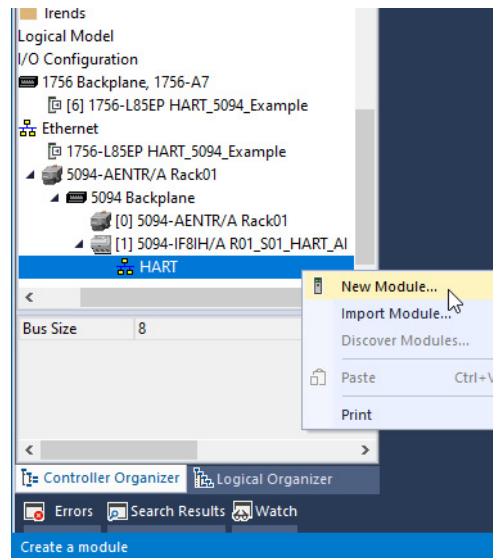 Trends
Logical Model
I/O Configuration
1756 Backplane, 1756-A7
[6] 1756-L85EP HART_5094_Example
Ethernet
1756-L85EP HART_5094_Example
5094-AENTR/A Rack01
5094 Backplane
[0] 5094-AENTR/A Rack01
[1] 5094-IF8IH/A R01_S01_HART_AI
HART
New Module...
Import Module...
Discover Modules...
Paste Ctrl+V
Print
Bus Size 8
Controller Organizer Logical Organizer
Errors Search Results Watch
Create a module